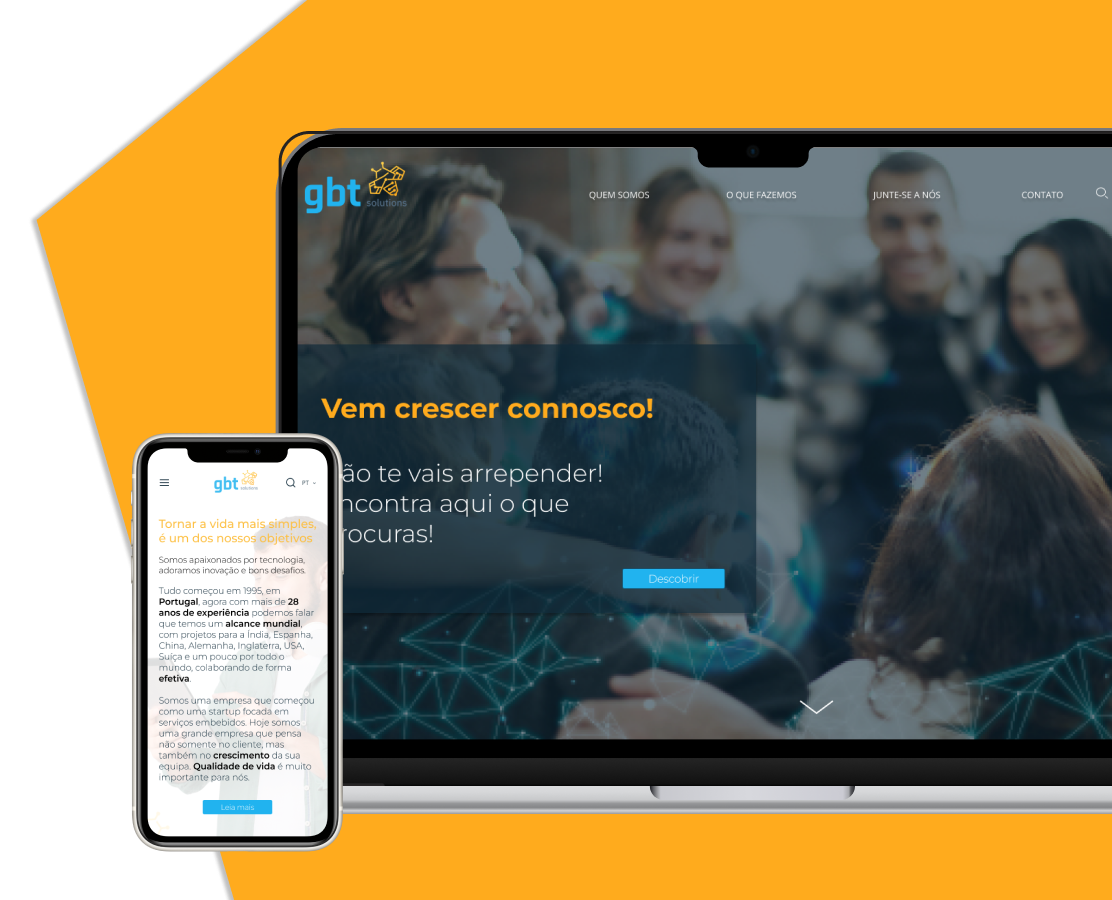 gbt
solutions
QUEM SOMOS
O QUE FAZEMOS
JUNTE-SE A NÓS
CONTATO
Vem crescer connosco!
ão te vais arrepender!
ncontra aqui o que
rocuras!
Descobrir
gbt
solutions
PT
Tornar a vida mais simples,
é um dos nossos objetivos
Somos apaixonados por tecnologia,
adoramos inovação e bons desafios.
Tudo começou em 1995, em
Portugal, agora com mais de 28
anos de experiência podemos falar
que temos um alcance mundial,
com projetos para a Índia, Espanha,
China, Alemanha, Inglaterra, USA,
Suíça e um pouco por todo o
mundo, colaborando de forma
efetiva.
Somos uma empresa que começou
como uma startup focada em
serviços embebidos. Hoje somos
uma grande empresa que pensa
não somente no cliente, mas
também no crescimento da sua
equipa. Qualidade de vida é muito
importante para nós.
Leia mais